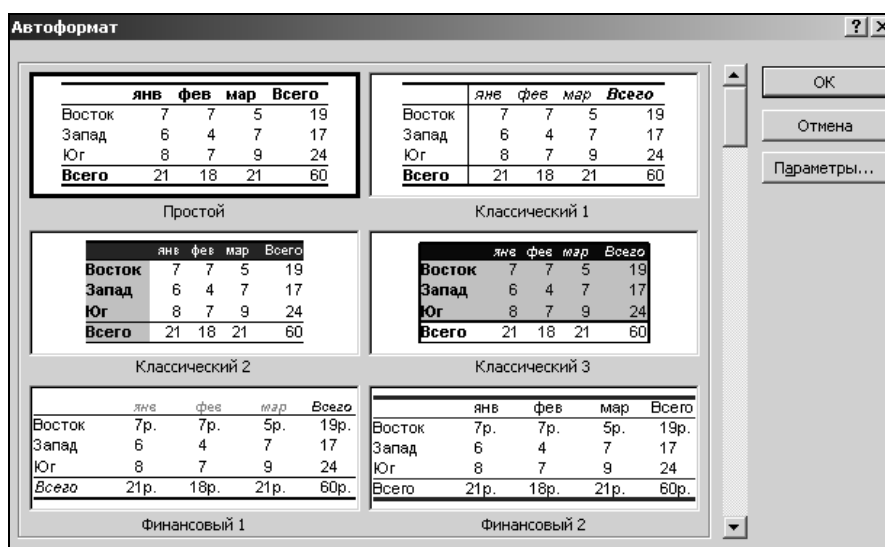 Автоформат
янв фев мар Всего
Восток 7 7 5 19
Запад 6 4 7 17
Юг 8 7 9 24
Всего 21 18 21 60
Простой
янв фев мар Всего
Восток 7 7 5 19
Запад 6 4 7 17
Юг 8 7 9 24
Всего 21 18 21 60
Классический 1
янв фев мар Всего
Восток 7 7 5 19
Запад 6 4 7 17
Юг 8 7 9 24
Всего 21 18 21 60
Классический 2
янв фев мар Всего
Восток 7 7 5 19
Запад 6 4 7 17
Юг 8 7 9 24
Всего 21 18 21 60
Классический 3
янв фев мар Всего
Восток 7р. 7р. 5р. 19р.
Запад 6 4 7 17
Юг 8 7 9 24
Всего 21р. 18р. 21р. 60р.
Финансовый 1
янв фев мар Всего
Восток 7р. 7р. 5р. 19р.
Запад 6 4 7 17
Юг 8 7 9 24
Всего 21р. 18р. 21р. 60р.
Финансовый 2
ОК
Отмена
Параметры...